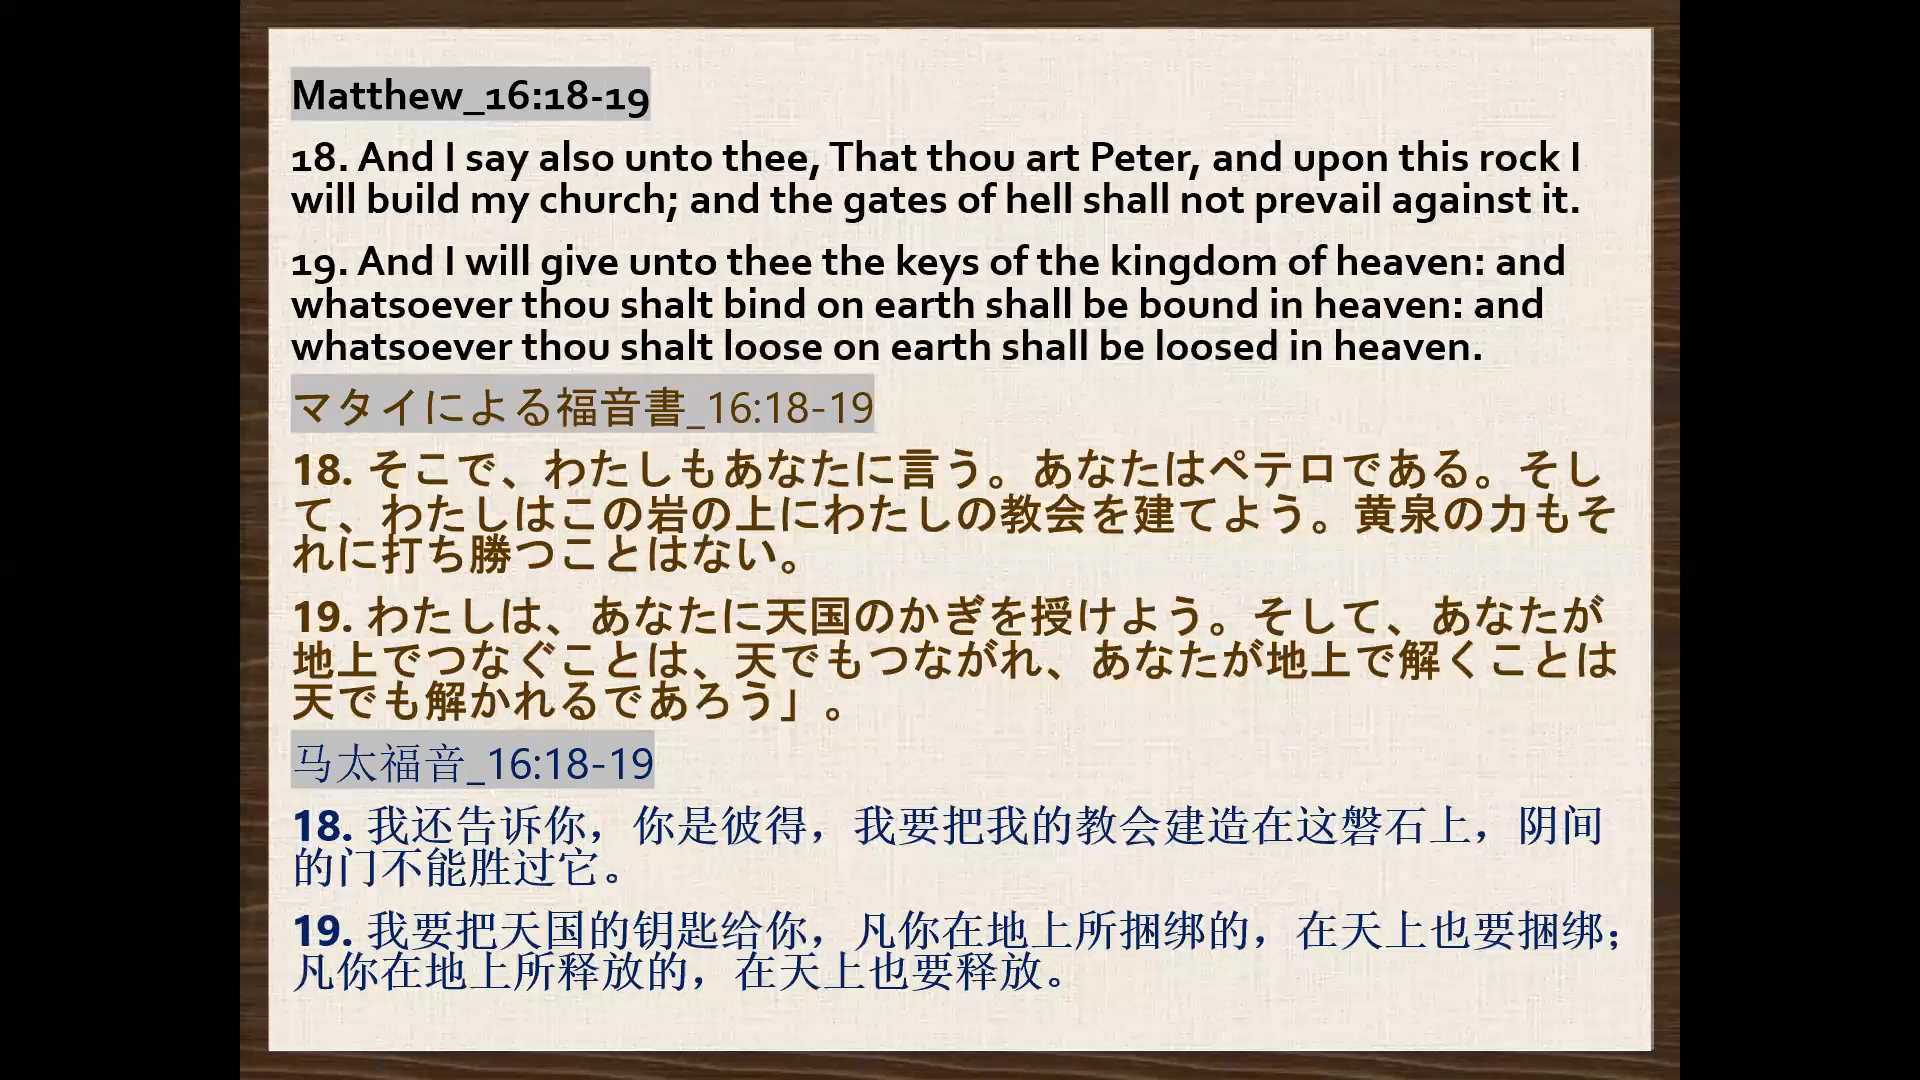 Matthew_16:18-19
18. And I say also unto thee, That thou art Peter, and upon this rock I
will build my church; and the gates of hell shall not prevail against it.
19. And I will give unto thee the keys of the kingdom of heaven: and
whatsoever thou shalt bind on earth shall be bound in heaven: and
whatsoever thou shalt loose on earth shall be loosed in heaven.
マタイによる福音書_16:18-19
18. そこで、わたしもあなたに言う。あなたはペテロである。そし
て、わたしはこの岩の上にわたしの教会を建てよう。黄泉の力もそ
れに打ち勝つことはない。
19. わたしは、あなたに天国のかぎを授けよう。そして、あなたが
地上でつなぐことは、天でもつながれ、あなたが地上で解くことは
天でも解かれるであろう」。
马太福音_16:18-19
18. 我还告诉你，你是彼得，我要把我的教会建造在这磐石上，阴间
的门不能胜过它。
19. 我要把天国的钥匙给你，凡你在地上所捆绑的，在天上也要捆绑；
凡你在地上所释放的，在天上也要释放。